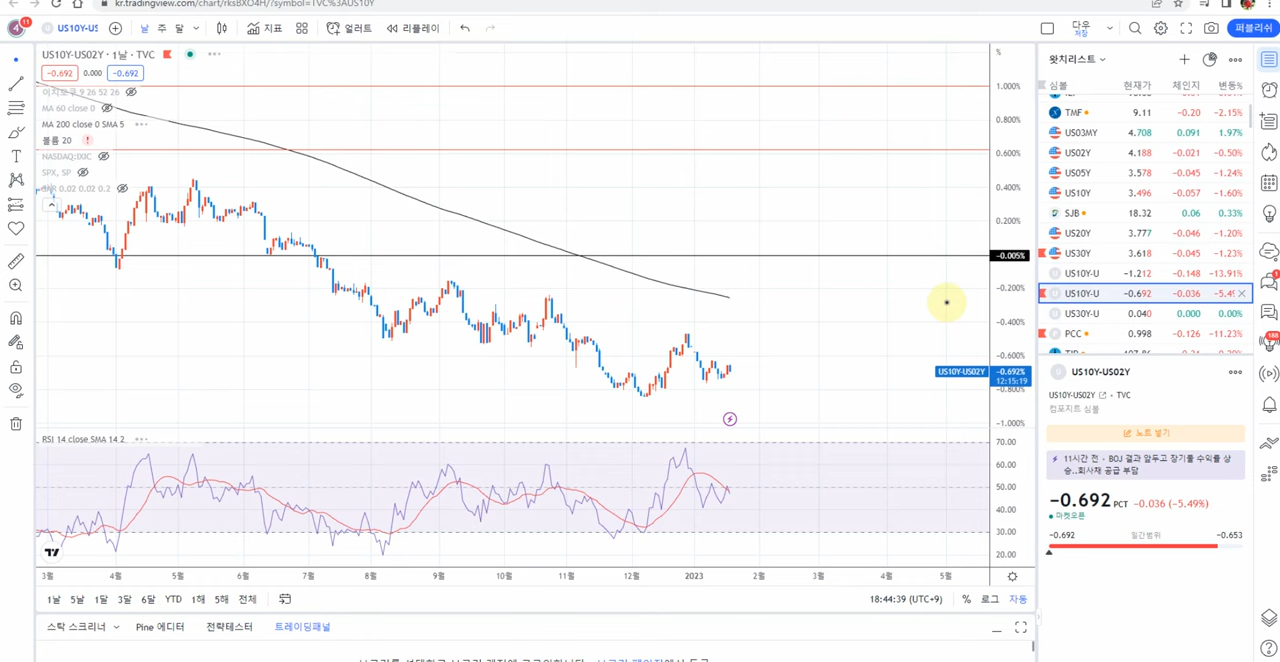 kr.tradingview.com/chart/rksBXO4H//?symbol=TVC%3AUS10Y
11
US10Y-US
날 주 달
지표
얼러트
리플레이
다우
저장
퍼블리쉬
US10Y-US02Y · 1날 · TVC
−0.692 0.000 −0.692
이치모쿠 9 26 52 26
MA 60 close 0
MA 200 close 0 SMA 5
볼륨 20
NASDAQ:IXIC
SPX, SP
0.02 0.02 0.2
%
1.000%
0.800%
0.600%
0.400%
0.200%
−0.005%
−0.200%
−0.400%
−0.600%
US10Y-US02Y −0.692%
12:15:19
−0.800%
−1.000%
RSI 14 close SMA 14 2
70.00
60.00
50.00
40.00
30.00
20.00
3월 4월 5월 6월 7월 8월 9월 10월 11월 12월 2023 2월 3월 4월 5월
1날 5날 1달 3달 6달 YTD 1해 5해 전체
18:44:39 (UTC+9) % 로그 자동
스탁 스크리너 Pine 에디터 전략테스터 트레이딩패널
왓치리스트
심볼 현재가 체인지 변동%
TMF 9.11 −0.20 −2.15%
US03MY 4.708 0.091 1.97%
US02Y 4.188 −0.021 −0.50%
US05Y 3.578 −0.045 −1.24%
US10Y 3.496 −0.057 −1.60%
SJB 18.32 0.06 0.33%
US20Y 3.777 −0.046 −1.20%
US30Y 3.618 −0.045 −1.23%
US10Y-U −1.212 −0.148 −13.91%
US10Y-U −0.692 −0.036 −5.49
US30Y-U 0.040 0.000 0.00%
PCC 0.998 −0.126 −11.23%
US10Y-US02Y
US10Y-US02Y · TVC
컴포지트 심볼
노트 넣기
11시간 전 · BOJ 결과 앞두고 장기물 수익률 상
승..회사채 공급 부담
−0.692 PCT −0.036 (−5.49%)
마켓오픈
−0.692 일간범위 −0.653
1
188